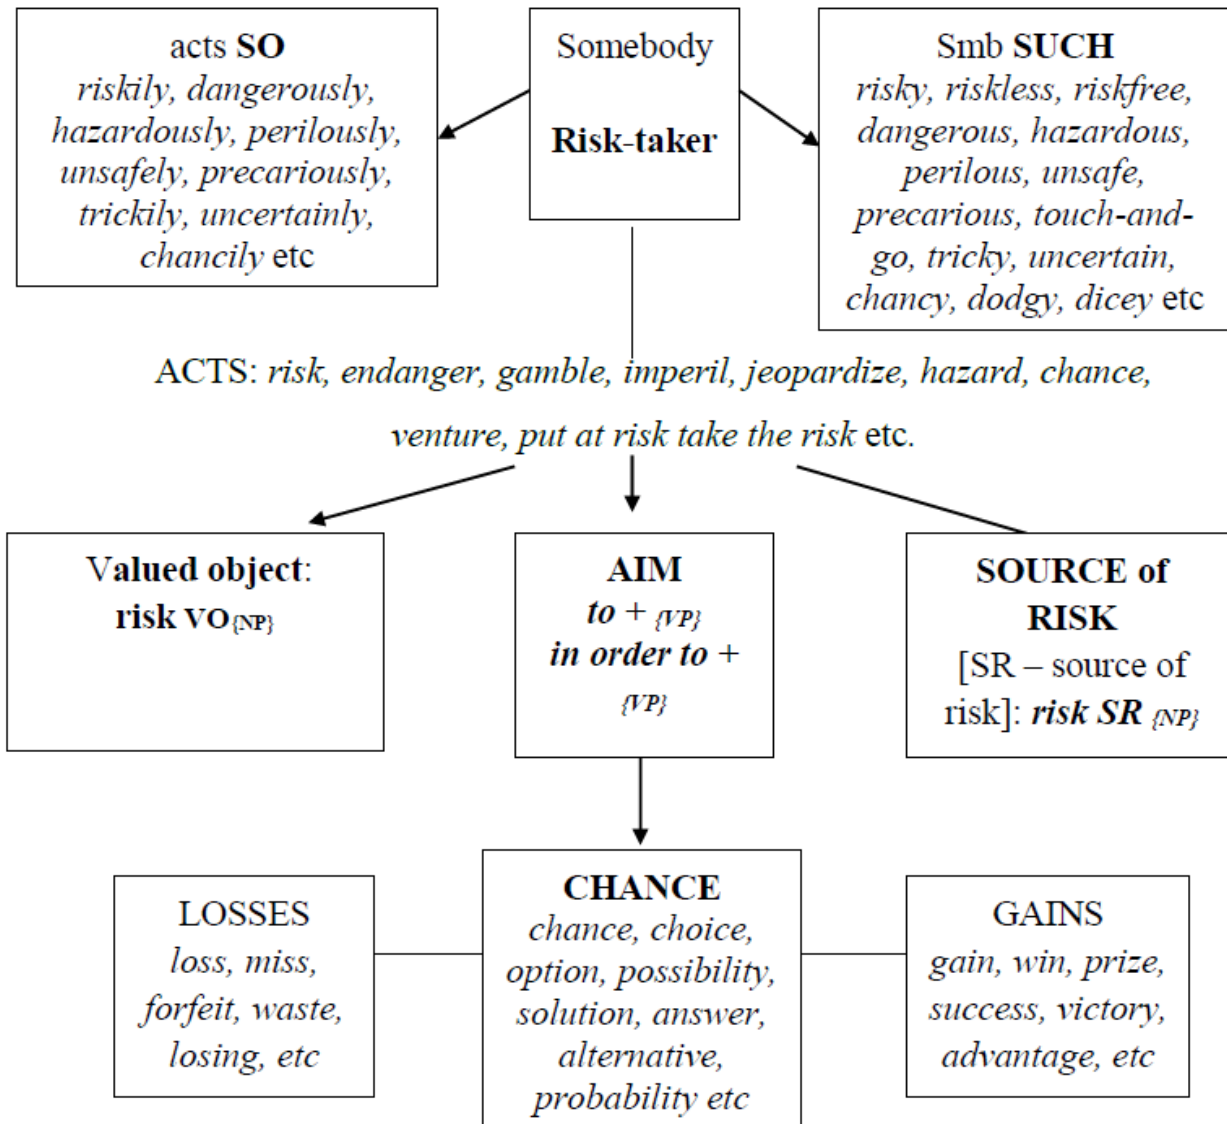 acts SO
riskily, dangerously,
hazardously, perilously,
unsafely, precariously,
trickily, uncertainly,
chancily etc
Somebody
Risk-taker
Smb SUCH
risky, riskless, riskfree,
dangerous, hazardous,
perilous, unsafe,
precarious, touch-and-
go, tricky, uncertain,
chancy, dodgy, dicey etc
ACTS: risk, endanger, gamble, imperil, jeopardize, hazard, chance,
venture, put at risk take the risk etc.
Valued object:
risk VO{NP}
AIM
to + {VP}
in order to +
{VP}
SOURCE of
RISK
[SR – source of
risk]: risk SR {NP}
LOSSES
loss, miss,
forfeit, waste,
losing, etc
CHANCE
chance, choice,
option, possibility,
solution, answer,
alternative,
probability etc
GAINS
gain, win, prize,
success, victory,
advantage, etc